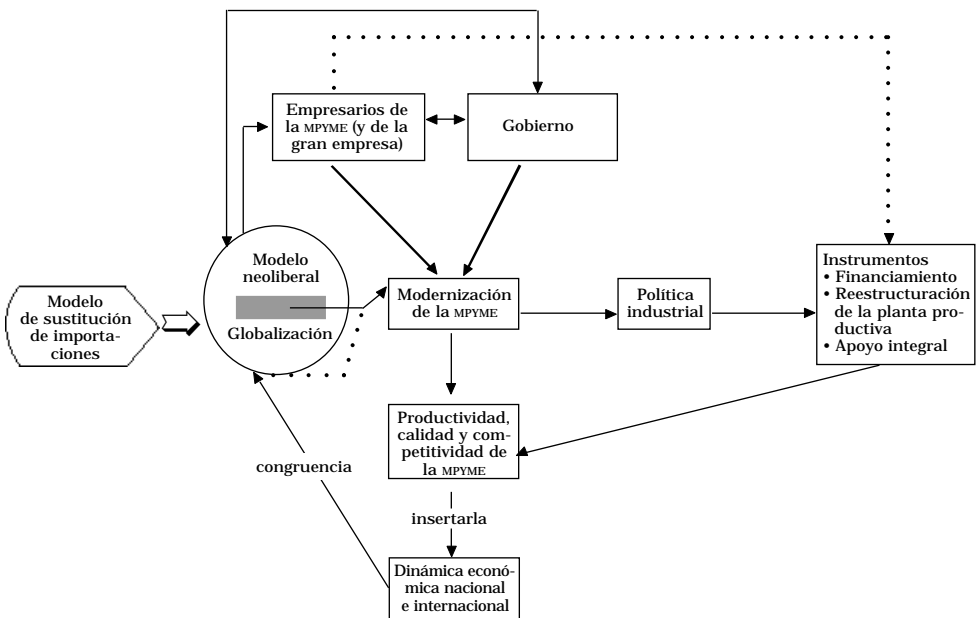 Empresarios de
la MPYME (y de la
gran empresa)
Gobierno
Modelo
de sustitución
de importa-
ciones
Modelo
neoliberal
Globalización
Modernización
de la MPYME
Política
industrial
Instrumentos
• Financiamiento
• Reestructuración
de la planta pro-
ductiva
• Apoyo integral
Productividad,
calidad y com-
petitividad de
la MPYME
congruencia
insertarla
Dinámica econó-
mica nacional
e internacional